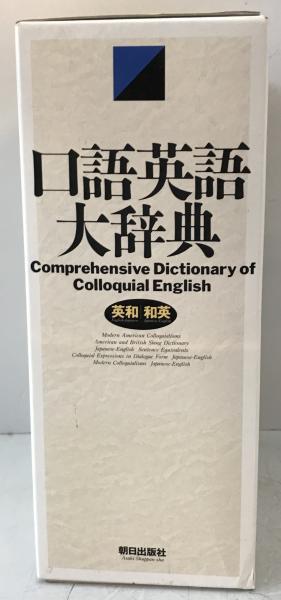 口語英語
大辞典
Comprehensive Dictionary of
Colloquial English
英和 和英
Modern American Colloquialisms
American and British Slang Dictionary
Japanese-English Sentence Equivalents
Colloquial Expressions in Dialogue Form Japanese-English
Modern Colloquialisms Japanese-English
朝日出版社
Asahi Shuppan-sha